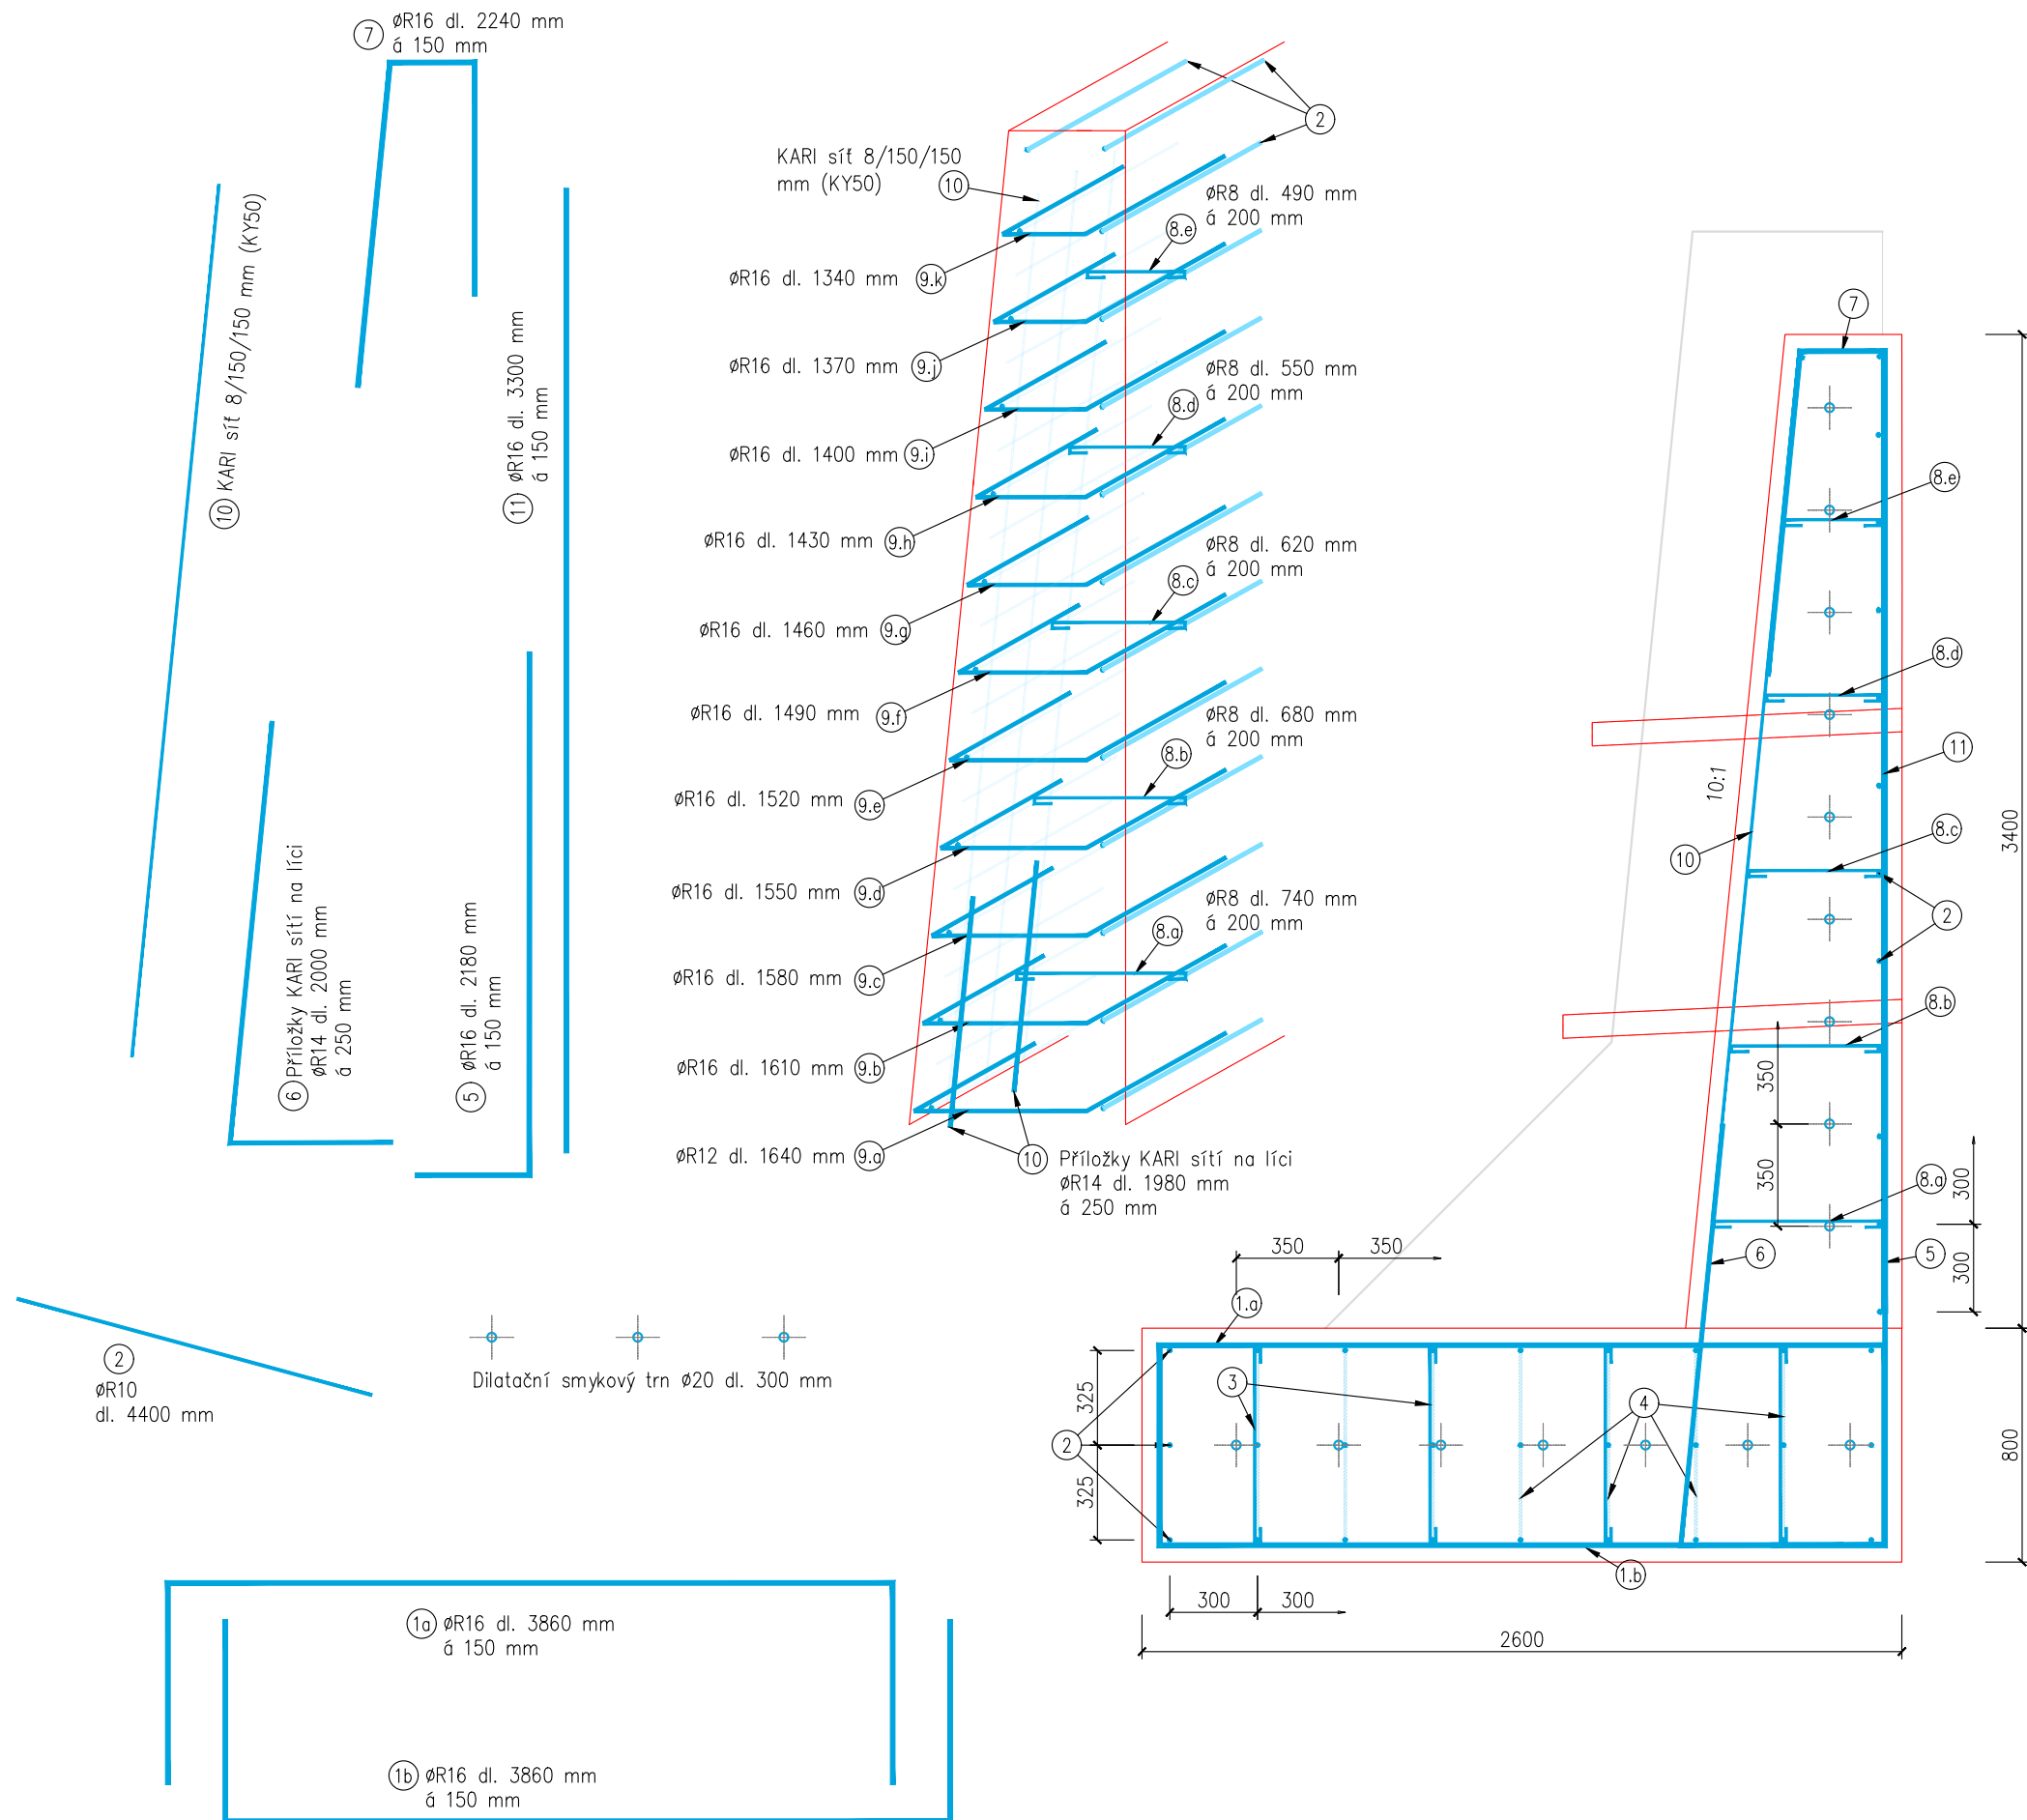 7
øR16 dl. 2240 mm
á 150 mm
10
KARI síť 8/150/150 mm (KY50)
11
øR16 dl. 3300 mm
á 150 mm
6
Příložky KARI sítí na líci
øR14 dl. 2000 mm
á 250 mm
5
øR16 dl. 2180 mm
á 150 mm
2
øR10
dl. 4400 mm
Dilatační smykový trn ø20 dl. 300 mm
1a
øR16 dl. 3860 mm
á 150 mm
1b
øR16 dl. 3860 mm
á 150 mm
2
KARI síť 8/150/150
mm (KY50)
10
øR8 dl. 490 mm
á 200 mm
8.e
øR16 dl. 1340 mm
9.k
øR16 dl. 1370 mm
9.j
øR8 dl. 550 mm
á 200 mm
8.d
øR16 dl. 1400 mm
9.i
øR16 dl. 1430 mm
9.h
øR8 dl. 620 mm
á 200 mm
8.c
øR16 dl. 1460 mm
9.g
øR16 dl. 1490 mm
9.f
øR8 dl. 680 mm
á 200 mm
8.b
øR16 dl. 1520 mm
9.e
øR16 dl. 1550 mm
9.d
øR8 dl. 740 mm
á 200 mm
8.a
øR16 dl. 1580 mm
9.c
øR16 dl. 1610 mm
9.b
øR12 dl. 1640 mm
9.a
10
Příložky KARI sítí na líci
øR14 dl. 1980 mm
á 250 mm
7
8.e
8.d
11
10:1
10
8.c
2
8.b
350
350
8.a
300
300
6
5
3400
800
350
350
1.a
3
4
2
325
325
1.b
300
300
2600